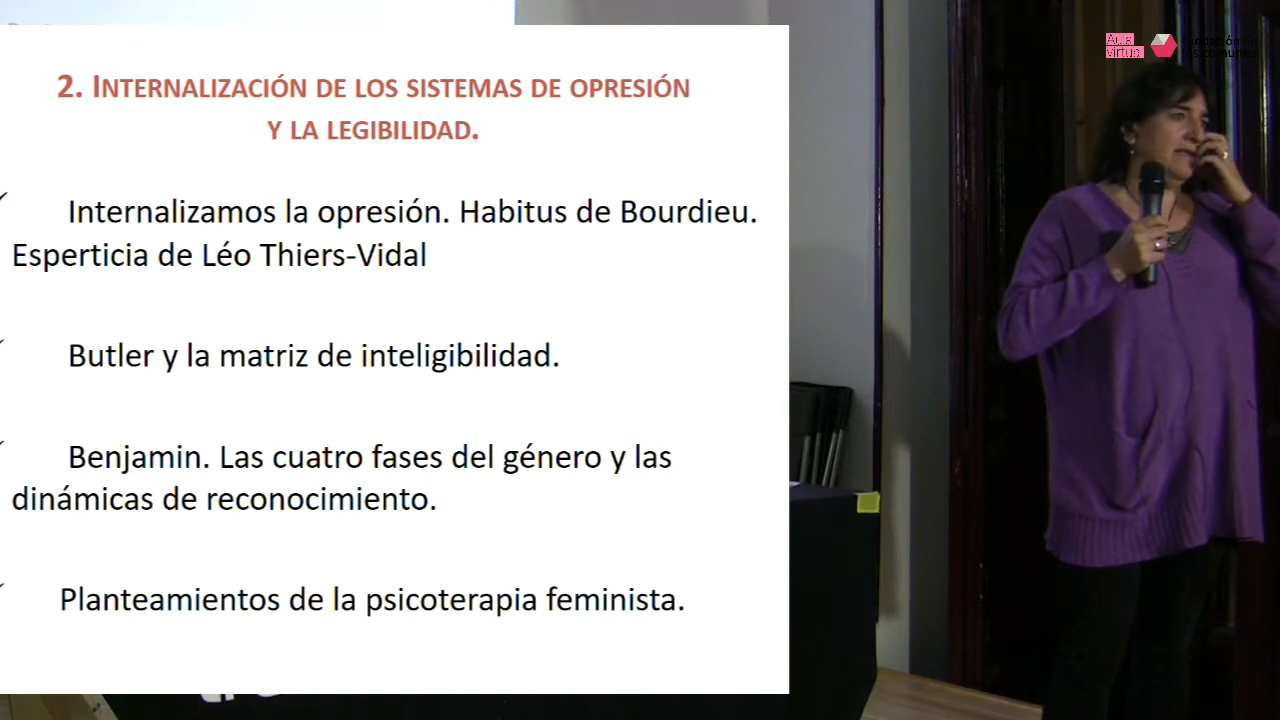 2. INTERNALIZACIÓN DE LOS SISTEMAS DE OPRESIÓN
Y LA LEGIBILIDAD.
Internalizamos la opresión. Habitus de Bourdieu.
Esperticia de Léo Thiers-Vidal
Butler y la matriz de inteligibilidad.
Benjamin. Las cuatro fases del género y las
dinámicas de reconocimiento.
Planteamientos de la psicoterapia feminista.
Aula
virtual